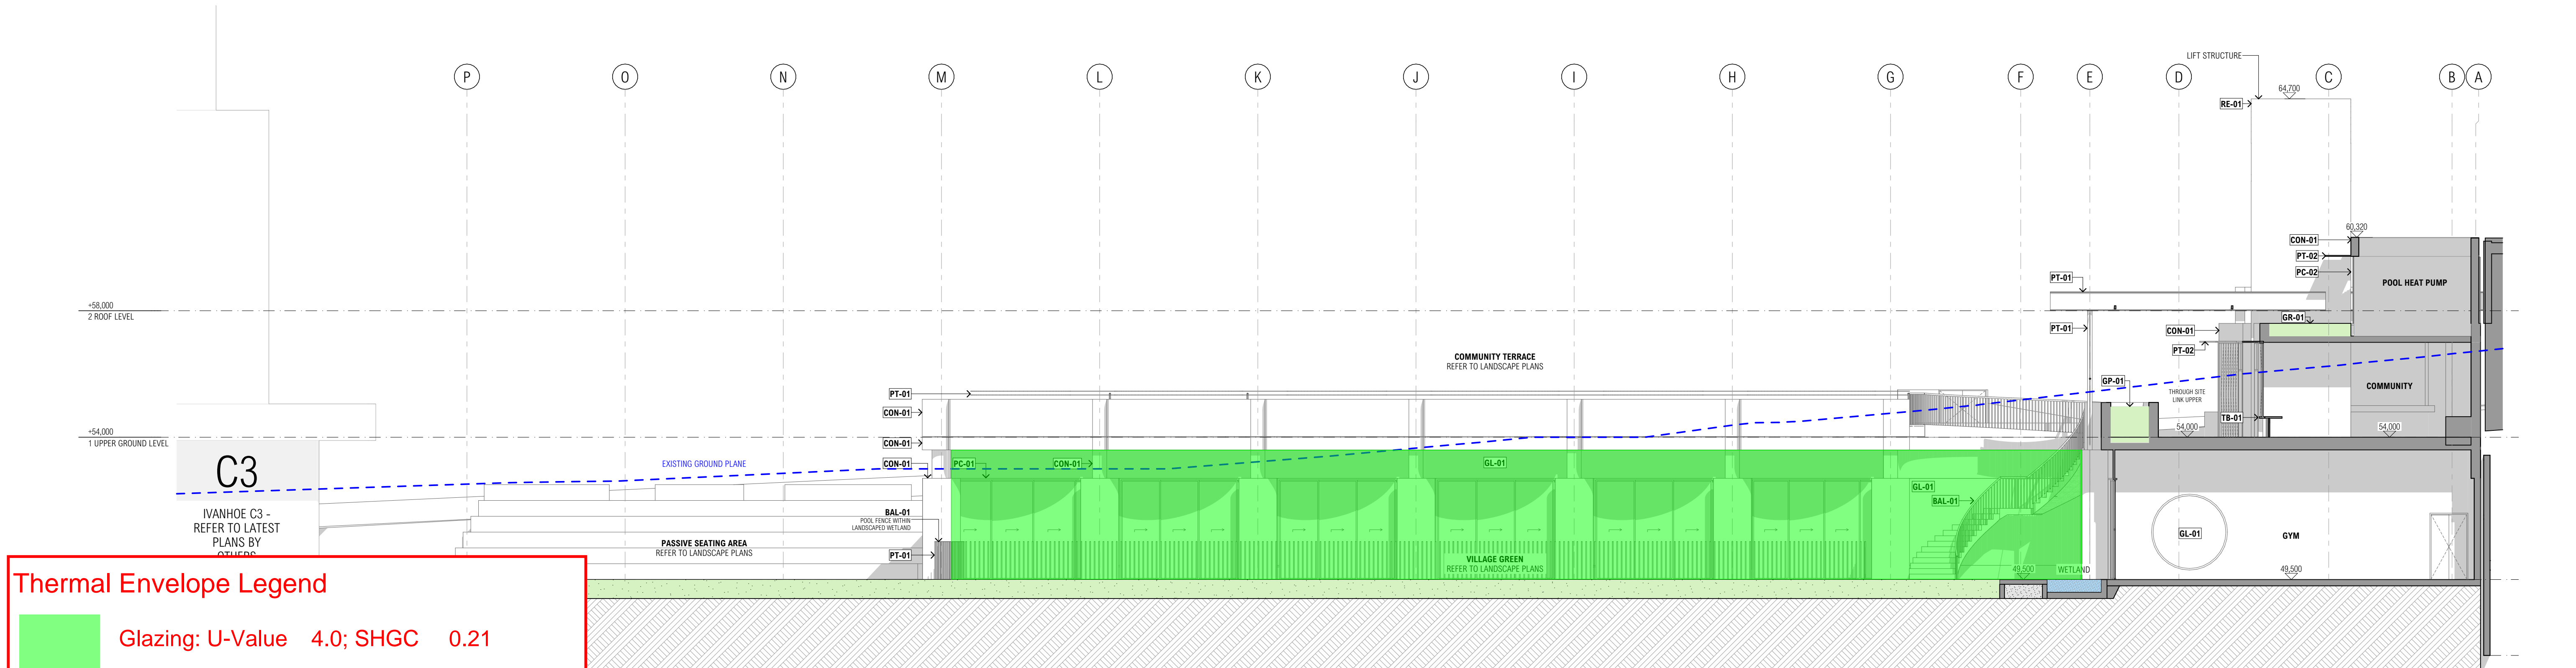 LIFT STRUCTURE
P
O
N
M
L
K
J
I
H
G
F
E
D
C
B
A
64,700
RE-01
60,320
CON-01
PT-02
PC-02
PT-01
POOL HEAT PUMP
+58,000
2 ROOF LEVEL
GR-01
PT-01
CON-01
PT-02
COMMUNITY TERRACE
REFER TO LANDSCAPE PLANS
GP-01
THROUGH SITE
LINK UPPER
COMMUNITY
PT-01
CON-01
TB-01
+54,000
1 UPPER GROUND LEVEL
54,000
54,000
CON-01
CON-01
PC-01
CON-01
GL-01
EXISTING GROUND PLANE
C3
GL-01
BAL-01
IVANHOE C3 -
REFER TO LATEST
PLANS BY
OTHERS
BAL-01
POOL FENCE WITHIN
LANDSCAPED WETLAND
PASSIVE SEATING AREA
REFER TO LANDSCAPE PLANS
PT-01
VILLAGE GREEN
REFER TO LANDSCAPE PLANS
GL-01
GYM
49,500
WETLAND
49,500
Thermal Envelope Legend
Glazing: U-Value 4.0; SHGC 0.21